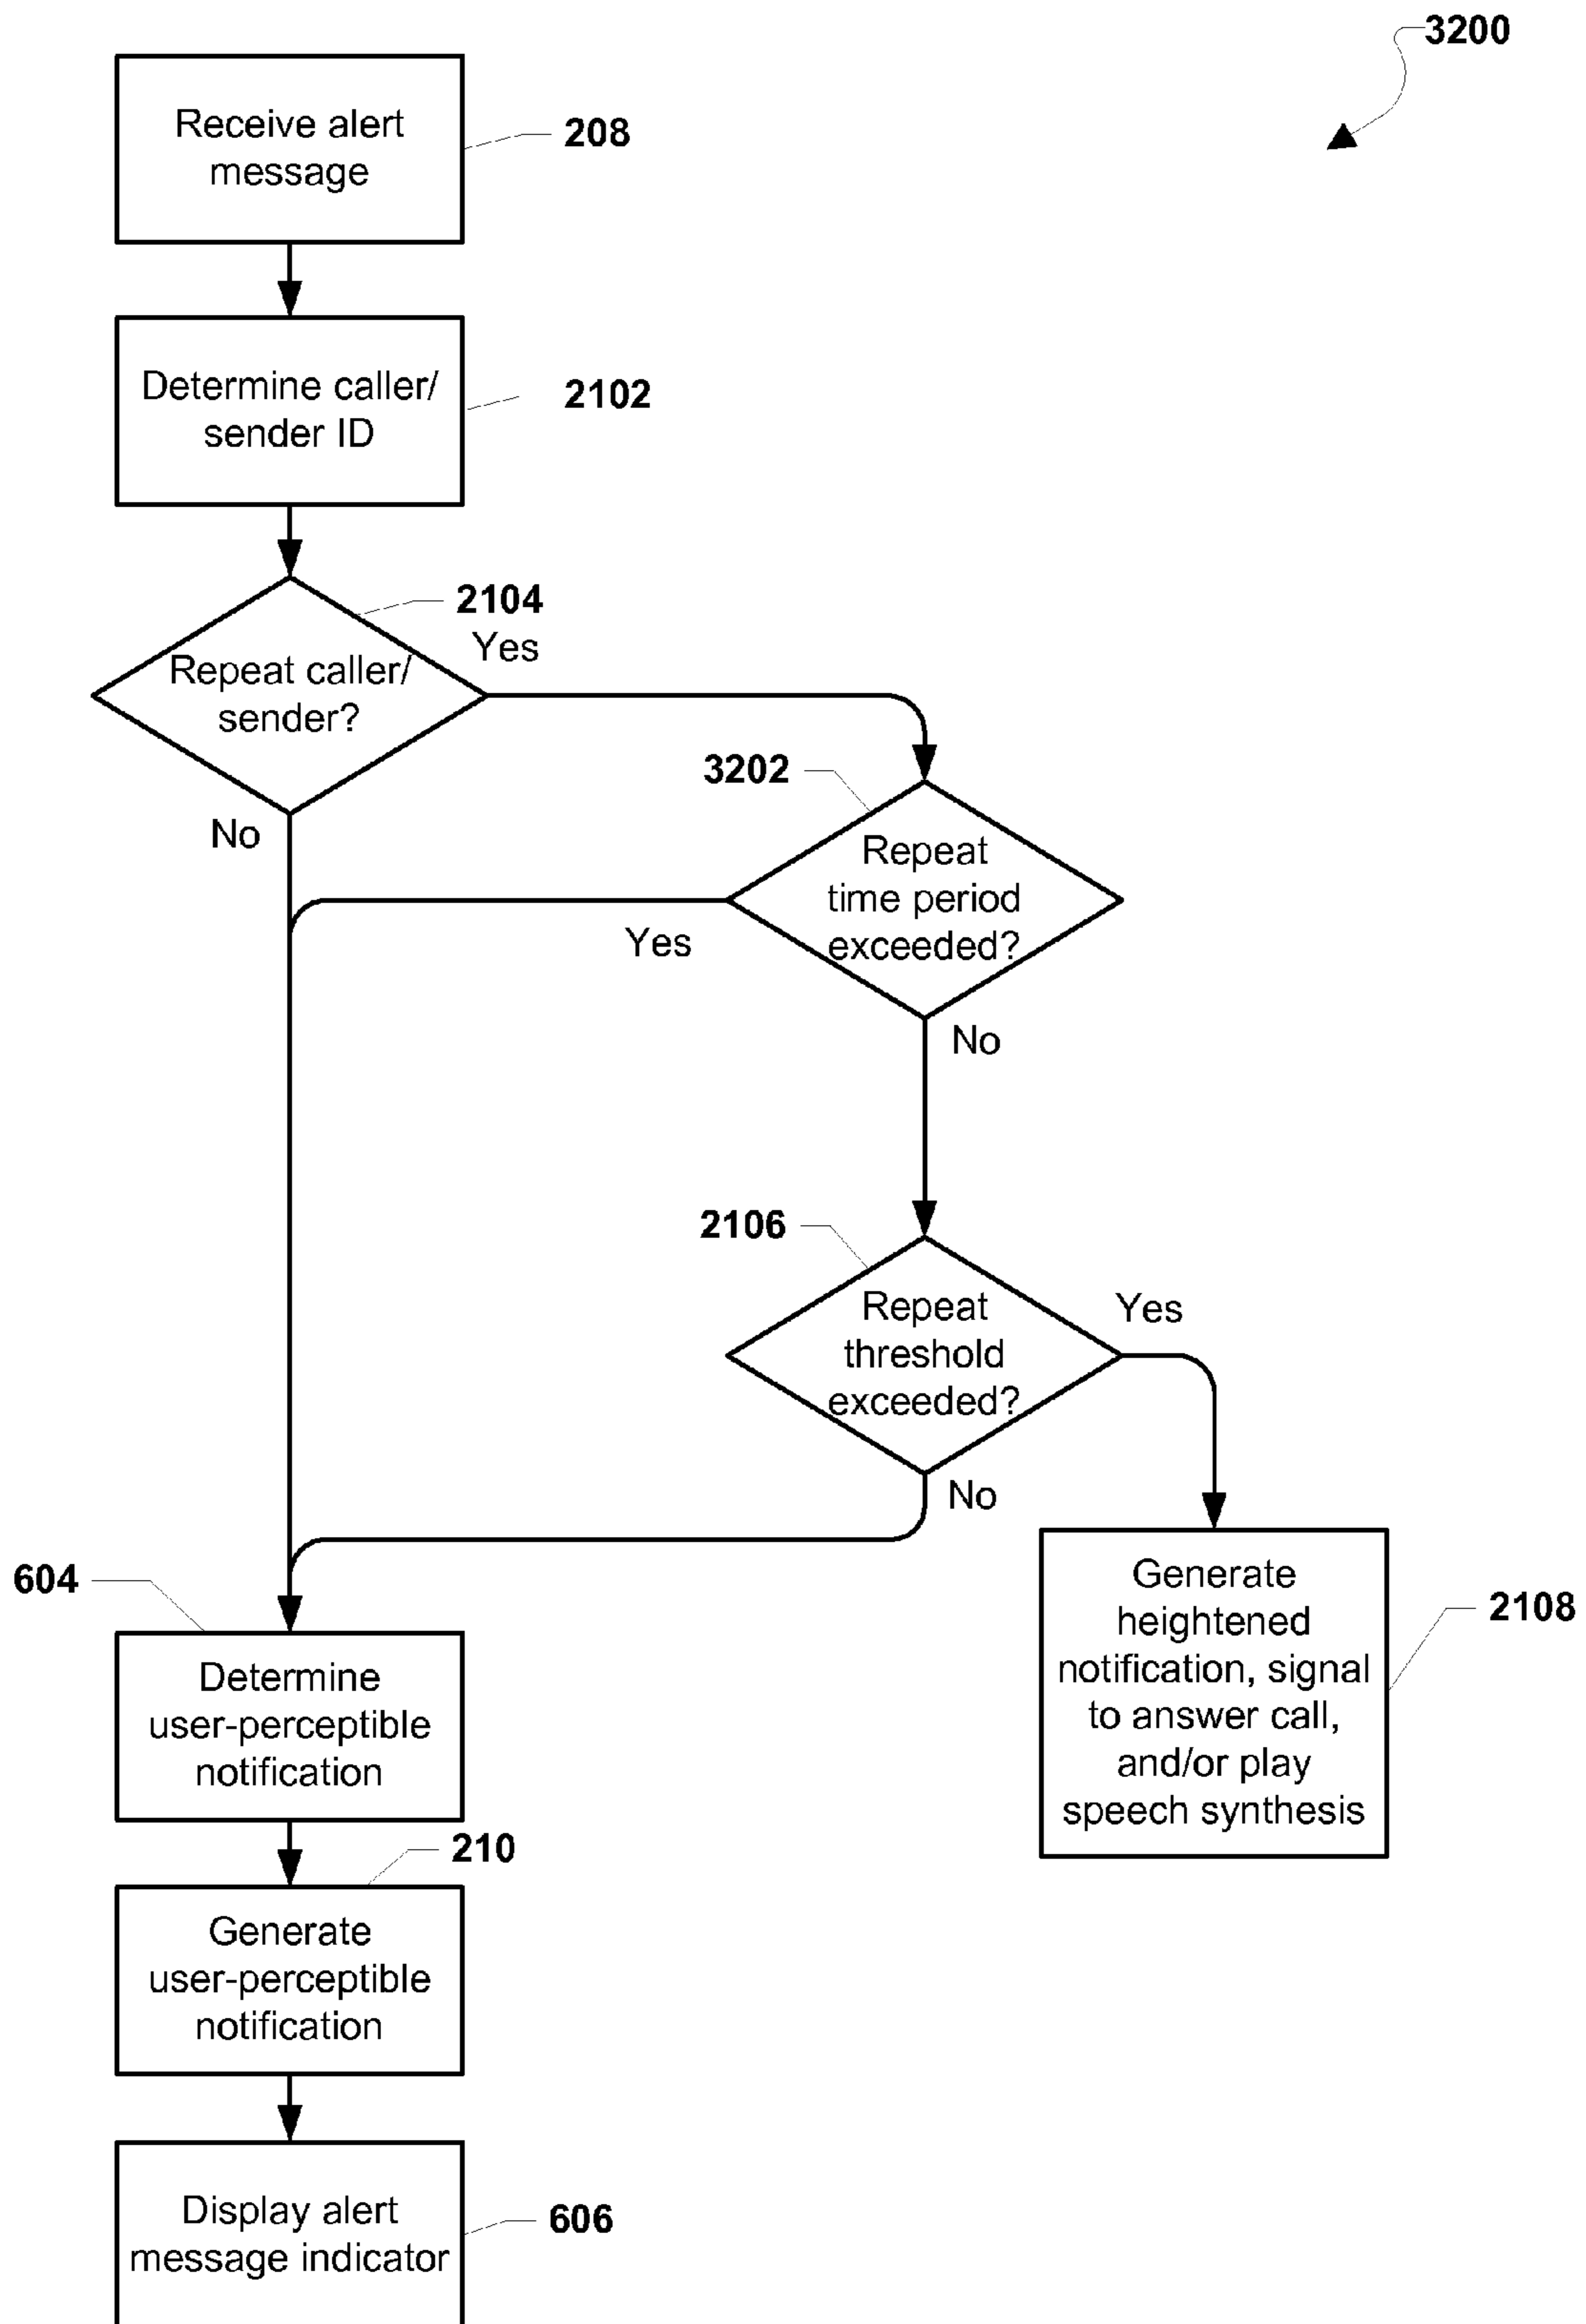 3200
Receive alert
message
208
Determine caller/
sender ID
2102
2104
Yes
Repeat caller/
sender?
No
3202
Repeat
time period
exceeded?
Yes
No
2106
Repeat
threshold
exceeded?
Yes
No
604
Determine
user-perceptible
notification
Generate
heightened
notification, signal
to answer call,
and/or play
speech synthesis
2108
210
Generate
user-perceptible
notification
Display alert
message indicator
606